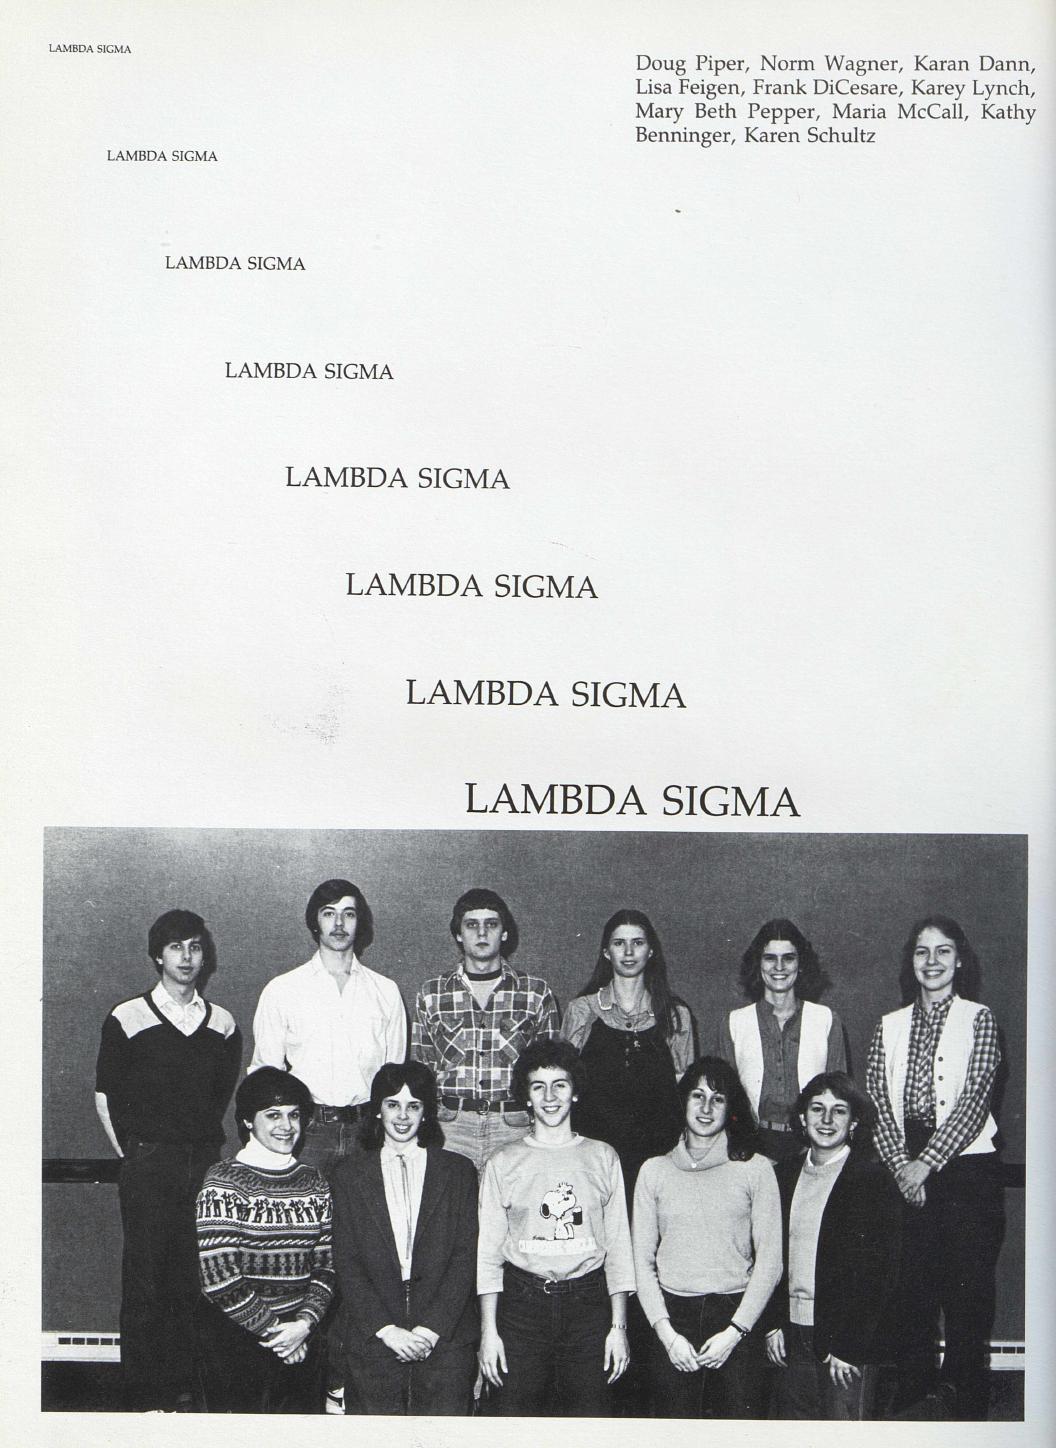 LAMBDA SIGMA
Doug Piper, Norm Wagner, Karan Dann,
Lisa Feigen, Frank DiCesare, Karey Lynch,
Mary Beth Pepper, Maria McCall, Kathy
Benninger, Karen Schultz
LAMBDA SIGMA
LAMBDA SIGMA
LAMBDA SIGMA
LAMBDA SIGMA
LAMBDA SIGMA
LAMBDA SIGMA
LAMBDA SIGMA